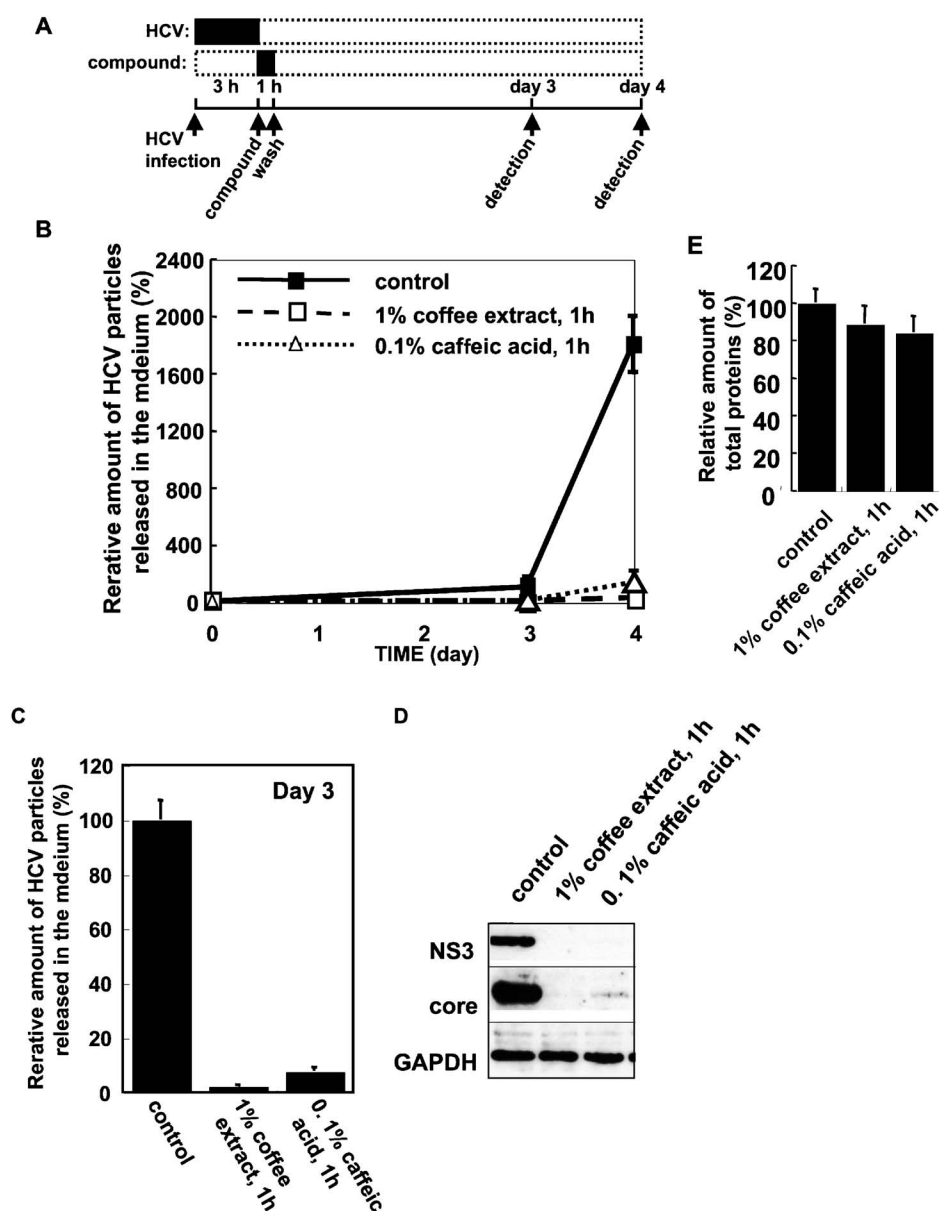 A
HCV:
compound:
3 h
1 h
day 3
day 4
HCV
infection
compound
wash
detection
detection
B
Rerative amount of HCV particles
released in the mdeium (%)
2400
2000
1600
1200
800
400
0
control
1% coffee extract, 1h
0.1% caffeic acid, 1h
0
1
2
3
4
TIME (day)
E
Relative amount of
total proteins (%)
120
100
80
60
40
20
0
control
1% coffee extract, 1h
0.1% caffeic acid, 1h
C
Rerative amount of HCV particles
released in the mdeium (%)
120
100
80
60
40
20
0
Day 3
control
1% coffee
extract, 1h
0. 1% caffeic
acid, 1h
D
control
1% coffee extract, 1h
0. 1% caffeic acid, 1h
NS3
core
GAPDH